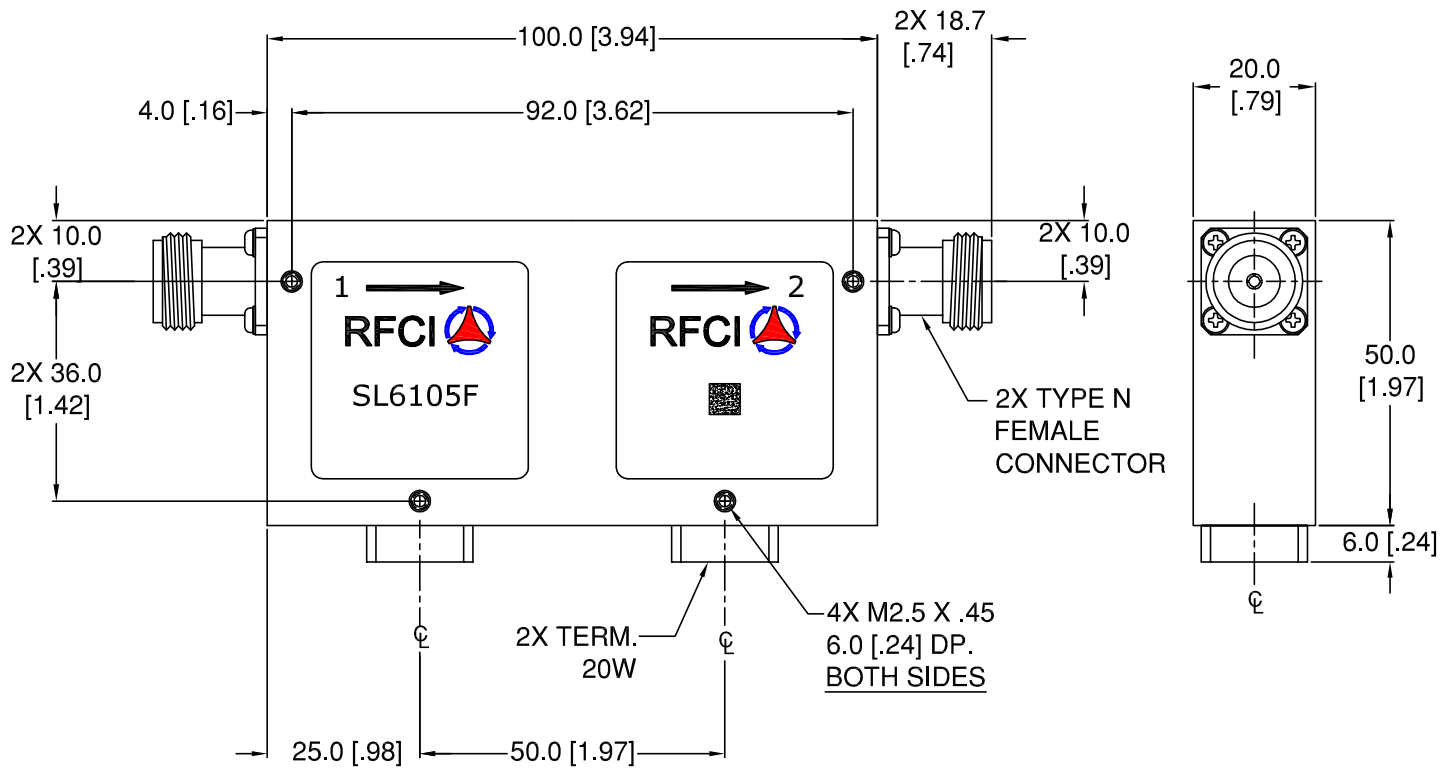 100.0 [3.94]
2X 18.7
[.74]
20.0
[.79]
4.0 [.16]
92.0 [3.62]
2X 10.0
[.39]
2X 10.0
[.39]
1
2
RFCI
RFCI
SL6105F
2X 36.0
[1.42]
50.0
[1.97]
2X TYPE N
FEMALE
CONNECTOR
6.0 [.24]
℄
℄
℄
2X TERM.
20W
4X M2.5 X .45
6.0 [.24] DP.
BOTH SIDES
25.0 [.98]
50.0 [1.97]